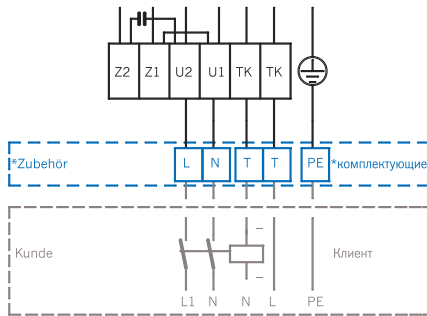 Z2 Z1 U2 U1 TK TK
*Zubehör L N T T PE *комплектующие
Kunde Клиент
L1 N N L PE